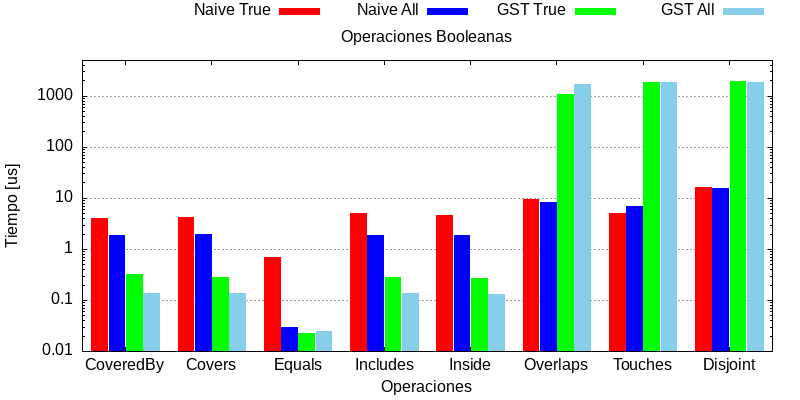 Naive True Naive All GST True GST All
Operaciones Booleanas
1000
100
10
1
0.1
0.01
Tiempo [us]
CoveredBy Covers Equals Includes Inside Overlaps Touches Disjoint
Operaciones